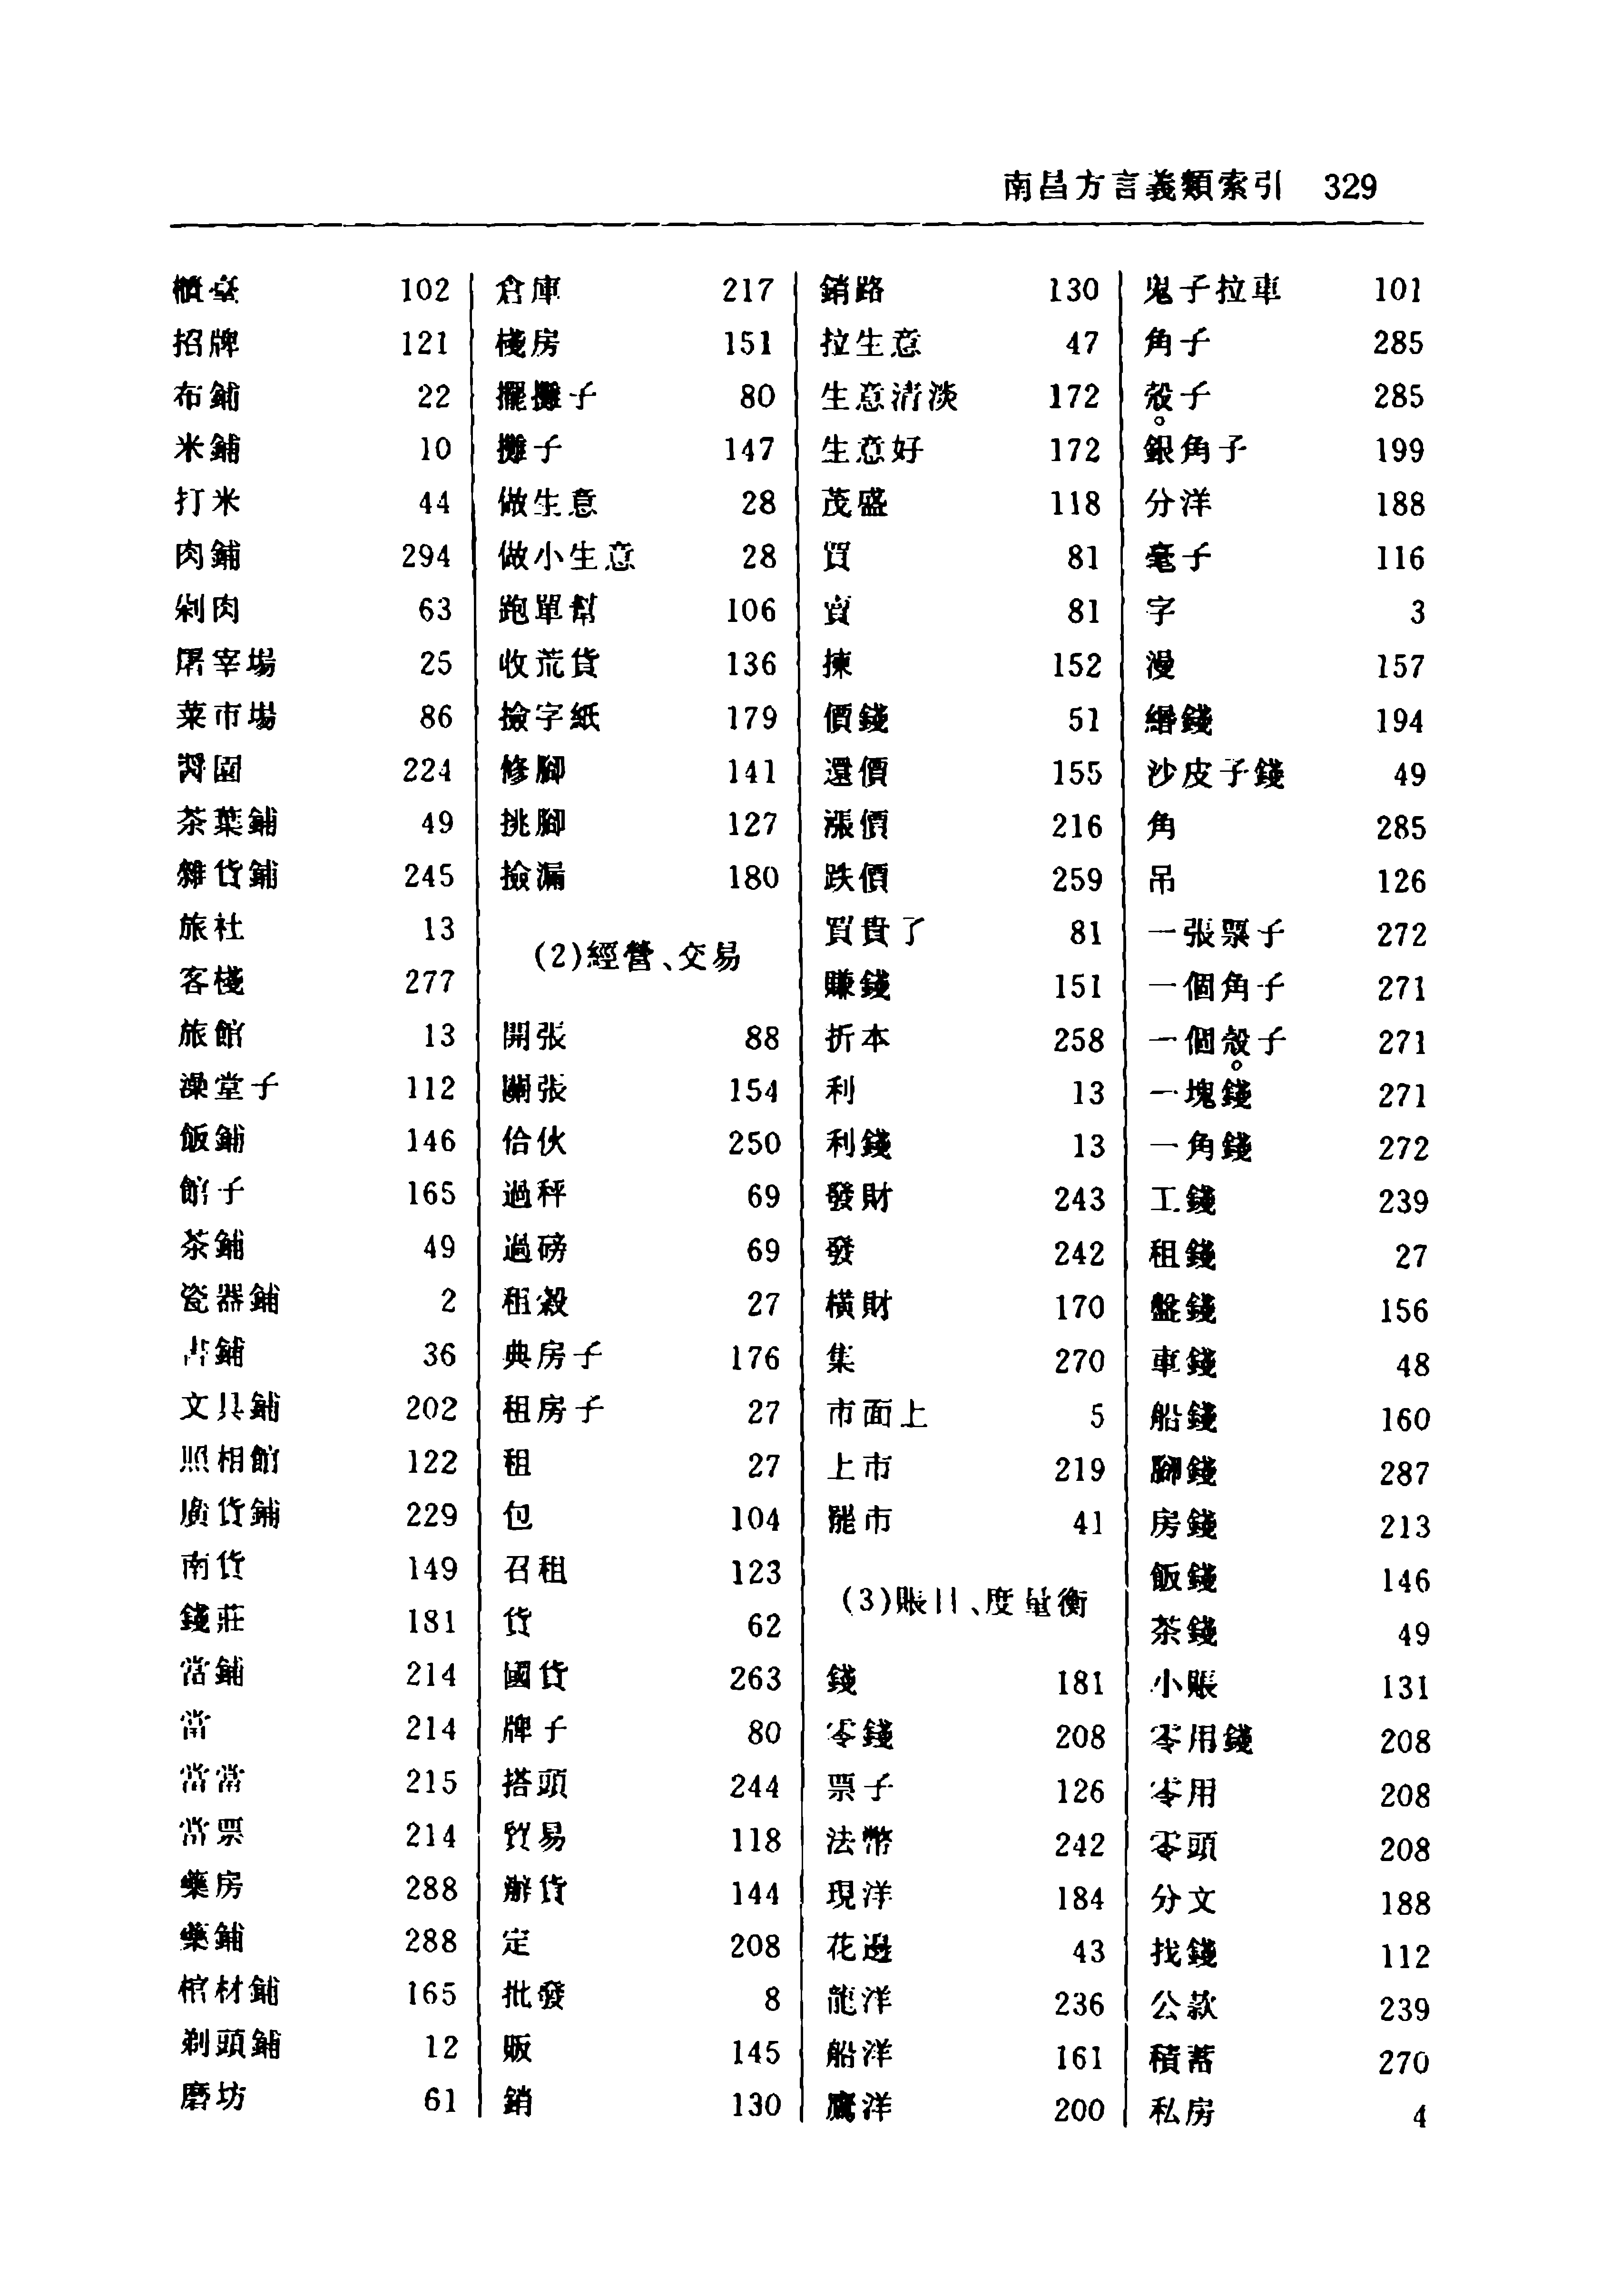 南昌方言義類索引 329
櫃臺 102
招牌 121
布鋪 22
米鋪 10
打米 44
肉鋪 294
剁肉 63
屠宰場 25
菜市場 86
醬園 224
茶葉鋪 49
雜貨鋪 245
旅社 13
客棧 277
旅館 13
澡堂子 112
飯鋪 146
館子 165
茶鋪 49
瓷器鋪 2
書鋪 36
文具鋪 202
照相館 122
廣貨鋪 229
南貨 149
錢莊 181
當鋪 214
當 214
當當 215
當票 214
藥房 288
藥鋪 288
棺材鋪 165
剃頭鋪 12
磨坊 61
倉庫 217
棧房 151
擺攤子 80
攤子 147
做生意 28
做小生意 28
跑單幫 106
收荒貨 136
撿字紙 179
修腳 141
挑腳 127
撿漏 180
(2)經營、交易
開張 88
關張 154
佮伙 250
過秤 69
過磅 69
租穀 27
典房子 176
租房子 27
租 27
包 104
召租 123
貨 62
國貨 263
牌子 80
搭頭 244
貿易 118
辦貨 144
定 208
批發 8
販 145
銷 130
銷路 130
拉生意 47
生意清淡 172
生意好 172
茂盛 118
買 81
賣 81
揀 152
價錢 51
還價 155
漲價 216
跌價 259
買貴了 81
賺錢 151
折本 258
利 13
利錢 13
發財 243
發 242
橫財 170
集 270
市面上 5
上市 219
罷市 41
(3)賬目、度量衡
錢 181
零錢 208
票子 126
法幣 242
現洋 184
花邊 43
龍洋 236
船洋 161
鷹洋 200
鬼子拉車 101
角子 285
殼子 285
銀角子 199
分洋 188
毫子 116
字 3
漫 157
緡錢 194
沙皮子錢 49
角 285
吊 126
一張票子 272
一個角子 271
一個殼子 271
一塊錢 271
一角錢 272
工錢 239
租錢 27
盤錢 156
車錢 48
船錢 160
腳錢 287
房錢 213
飯錢 146
茶錢 49
小賬 131
零用錢 208
零用 208
零頭 208
分文 188
找錢 112
公款 239
積蓄 270
私房 4